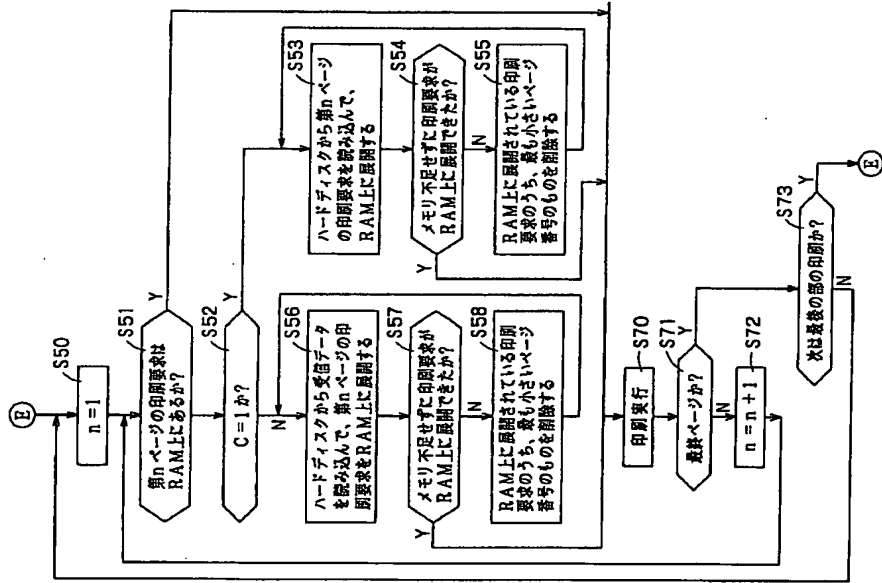 E
S50
n=1
S51
第nページの印刷要求は
RAM上にあるか?
Y
S52
C=1か?
Y
N
S53
ハードディスクから第nページ
の印刷要求を読み込んで、
RAM上に展開する
S54
メモリ不足せずに印刷要求が
RAM上に展開できたか?
Y
N
S55
RAM上に展開されている印刷
要求のうち、最も小さいページ
番号のものを削除する
S56
ハードディスクから受信データ
を読み込んで、第nページの印
刷要求をRAM上に展開する
S57
メモリ不足せずに印刷要求が
RAM上に展開できたか?
Y
N
S58
RAM上に展開されている印刷
要求のうち、最も小さいページ
番号のものを削除する
S70
印刷実行
S71
最終ページか?
Y
N
S72
n=n+1
S73
次は最後の部の印刷か?
Y
N
E